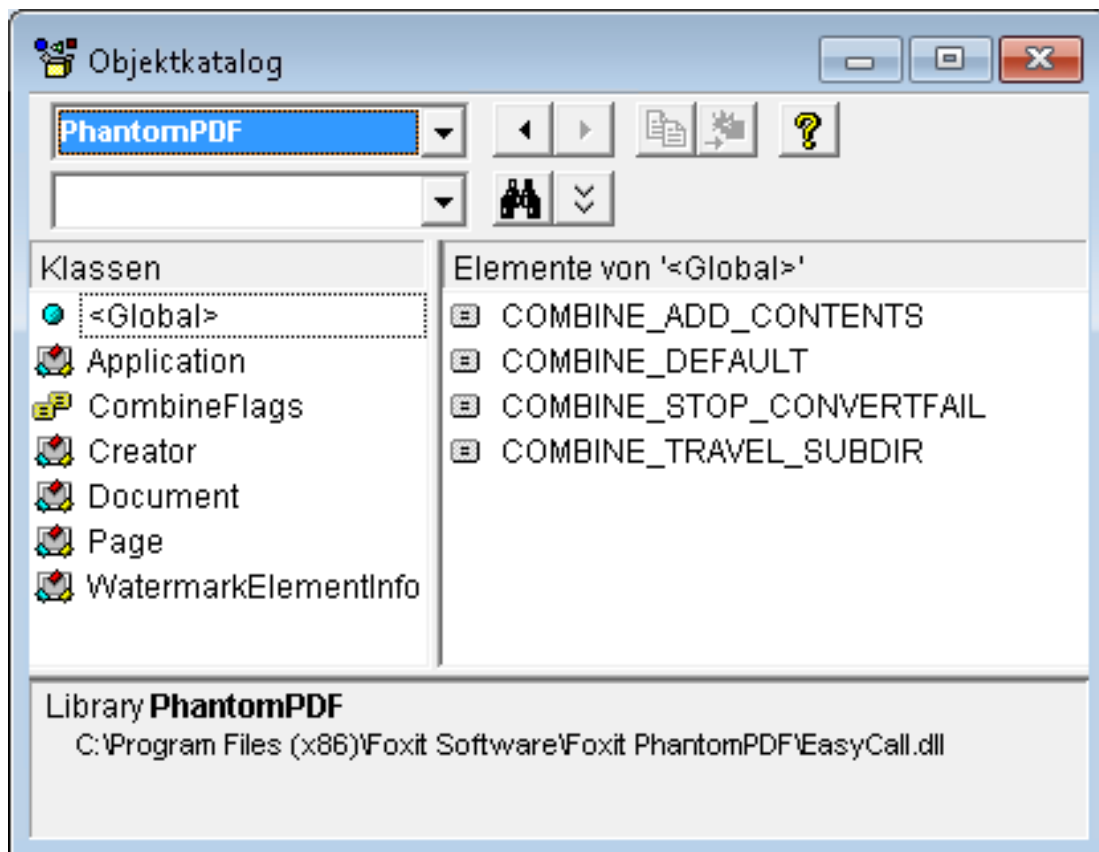 Objektkatalog
PhantomPDF
Klassen
<Global>
Application
CombineFlags
Creator
Document
Page
WatermarkElementInfo
Elemente von '<Global>'
COMBINE_ADD_CONTENTS
COMBINE_DEFAULT
COMBINE_STOP_CONVERTFAIL
COMBINE_TRAVEL_SUBDIR
Library PhantomPDF
C:\Program Files (x86)\Foxit Software\Foxit PhantomPDF\EasyCall.dll